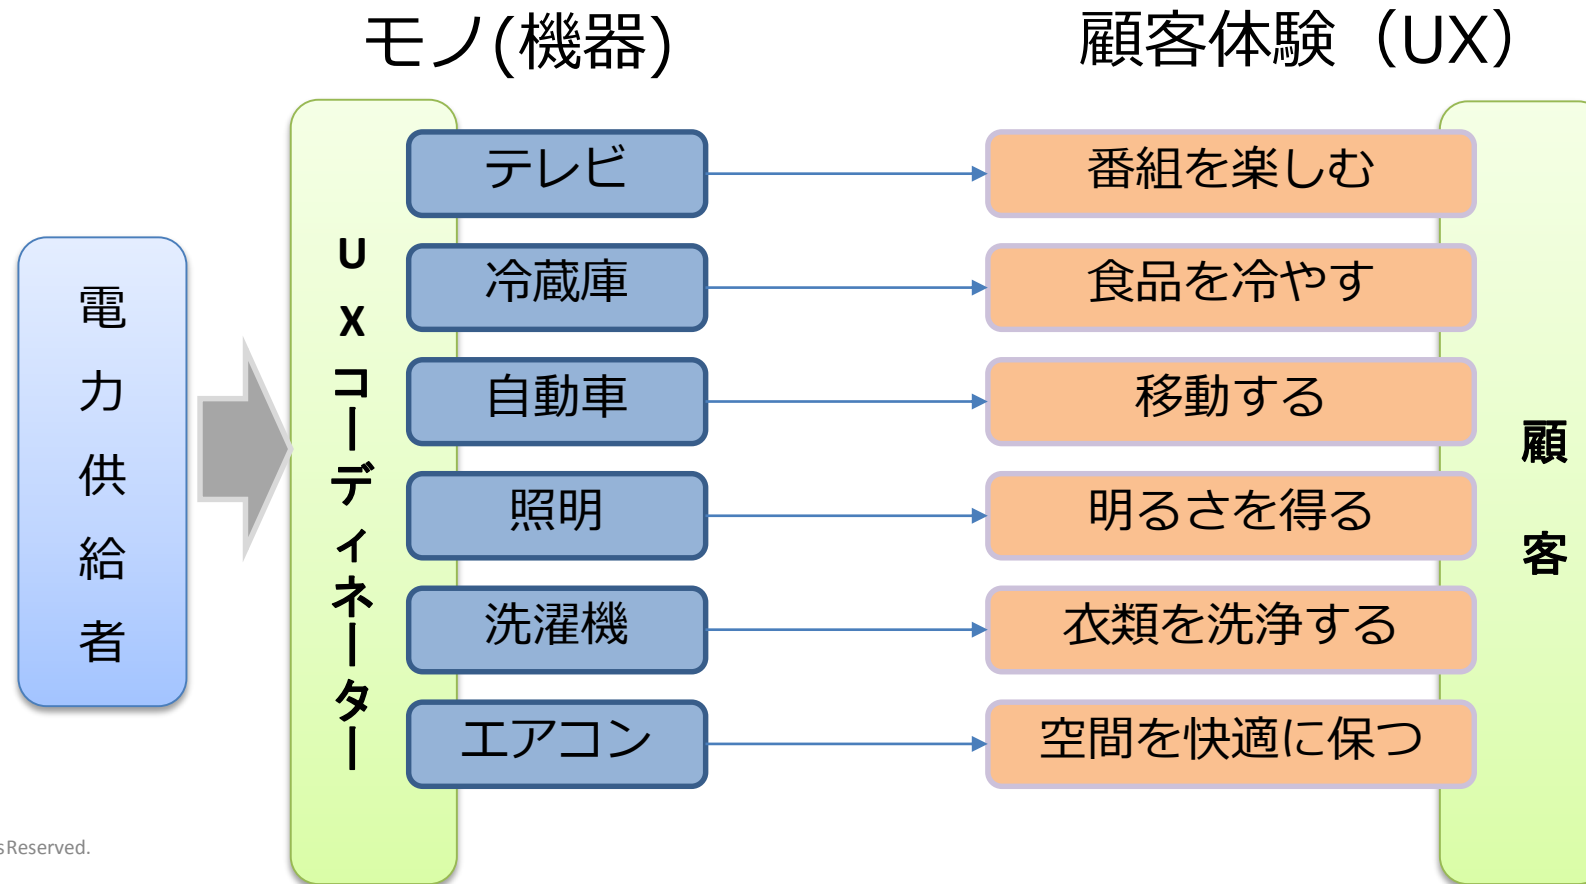 モノ(機器)
顧客体験（UX）
電力供給者
UXコーディネーター
テレビ
番組を楽しむ
冷蔵庫
食品を冷やす
自動車
移動する
照明
明るさを得る
洗濯機
衣類を洗浄する
エアコン
空間を快適に保つ
顧客
sReserved.